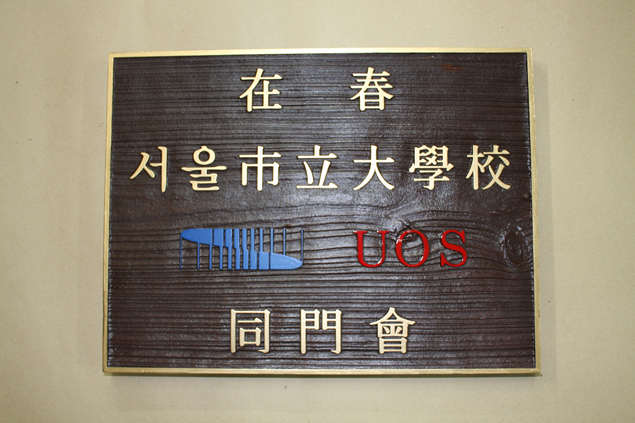 在 春
서울市立大學校
UOS
同門會